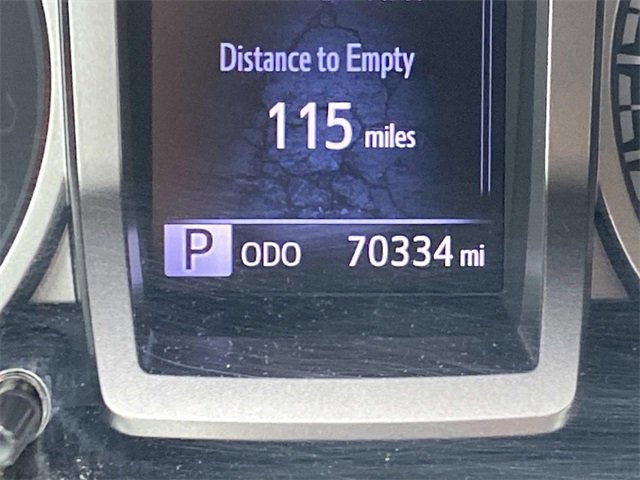 Distance to Empty
115 miles
P ODO 70334 mi